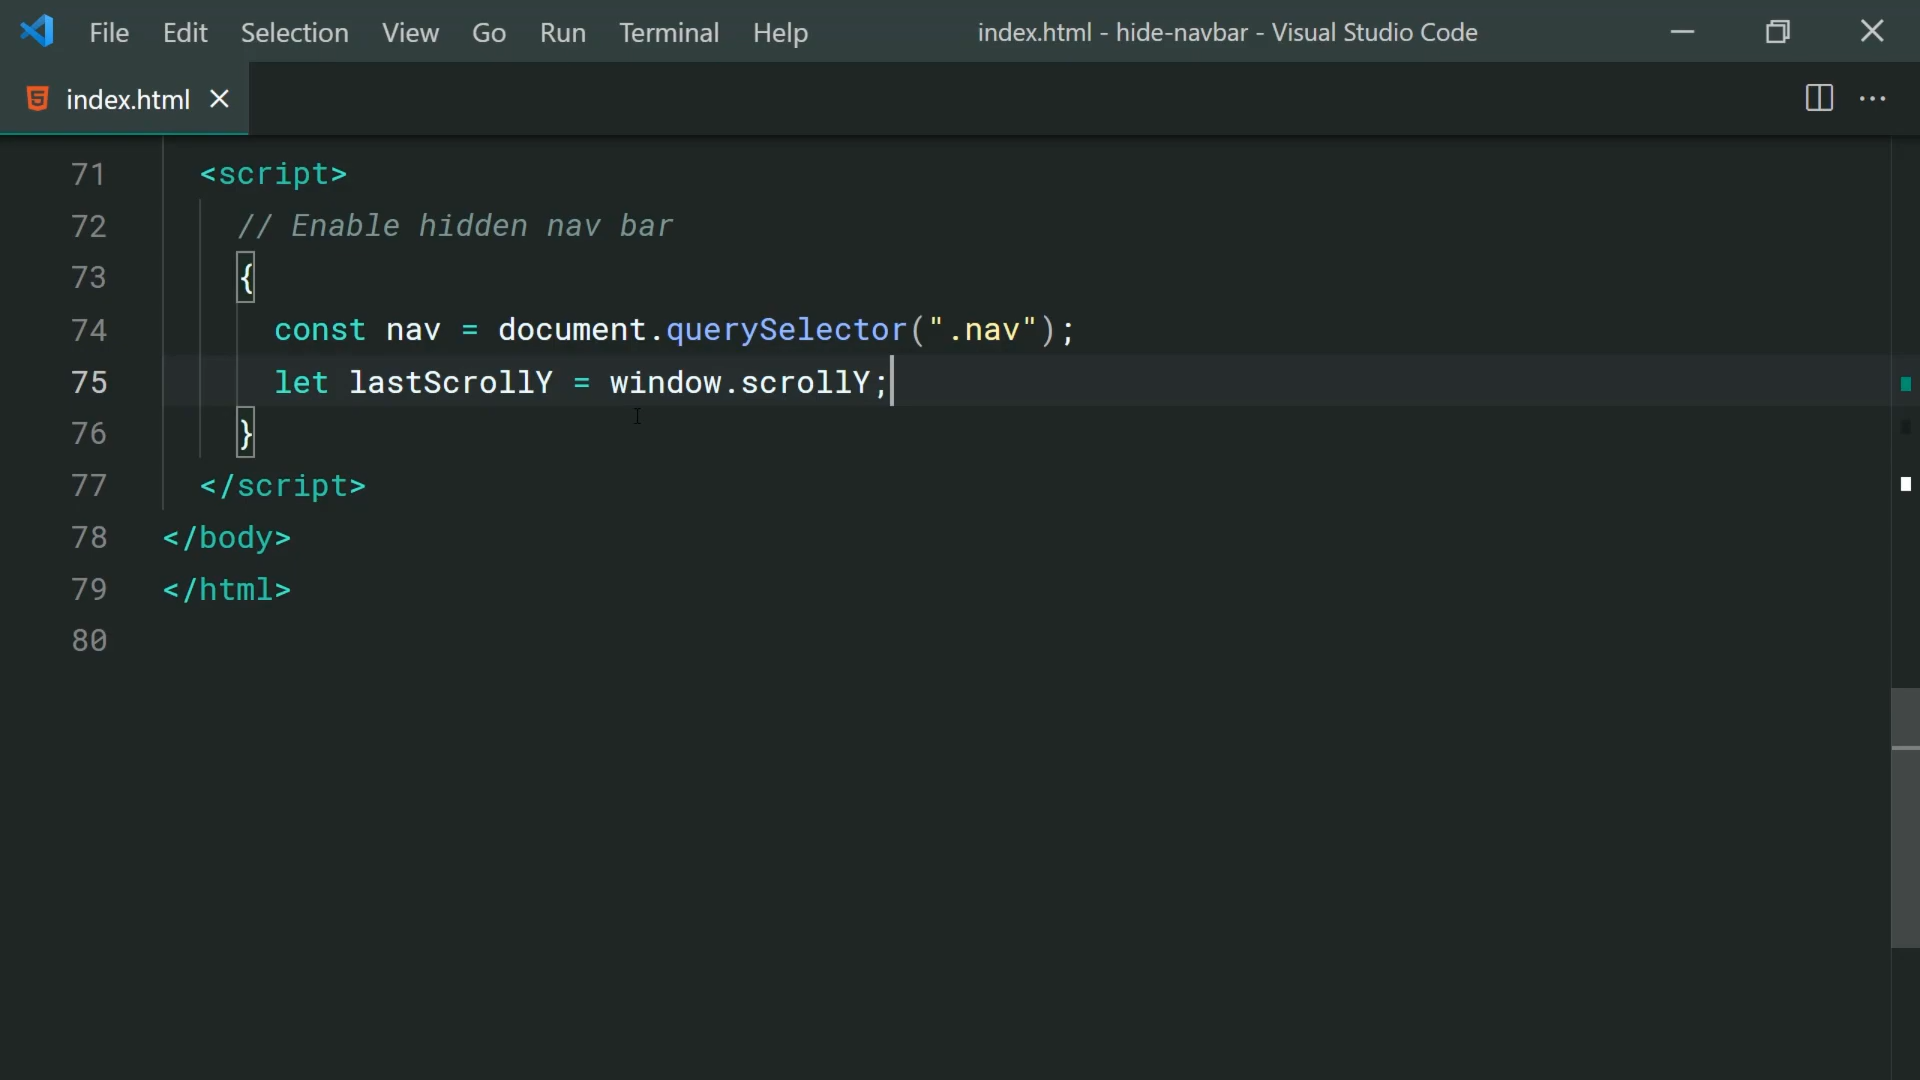 File Edit Selection View Go Run Terminal Help index.html - hide-navbar - Visual Studio Code
index.html
71 <script>
72 // Enable hidden nav bar
73 {
74 const nav = document.querySelector(".nav");
75 let lastScrollY = window.scrollY;
76 }
77 </script>
78 </body>
79 </html>
80